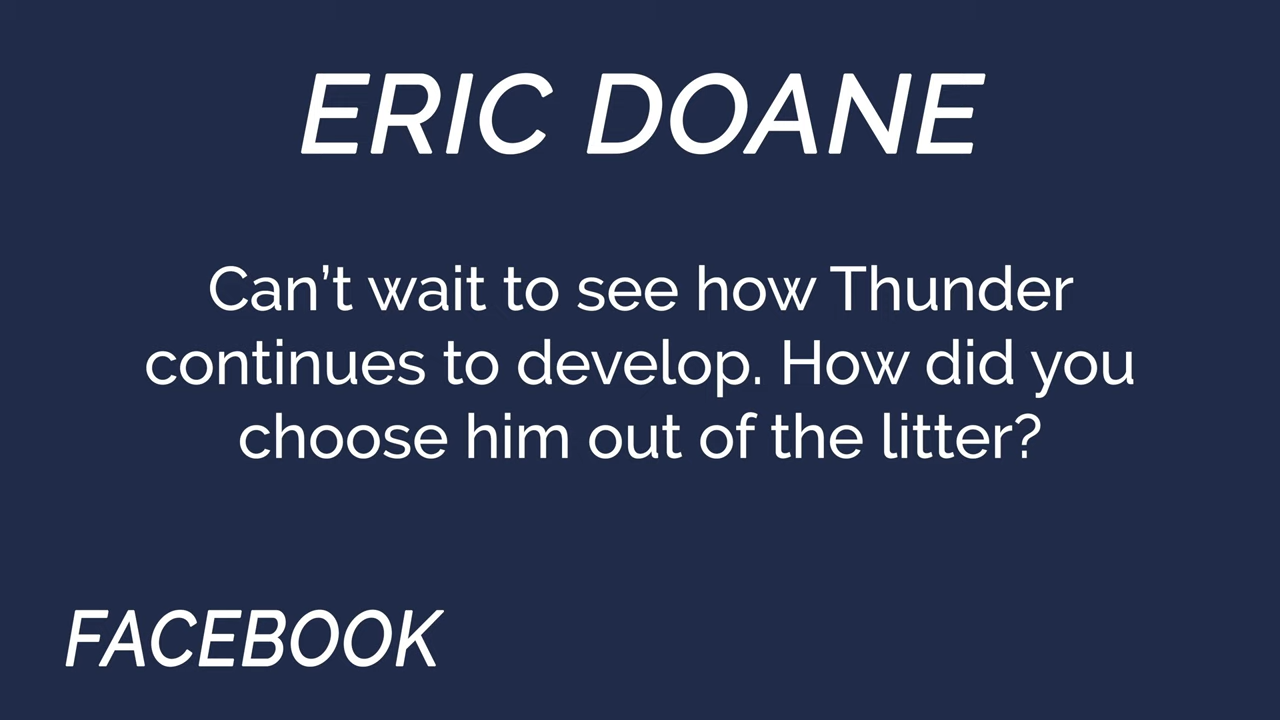 ERIC DOANE
Can’t wait to see how Thunder
continues to develop. How did you
choose him out of the litter?
FACEBOOK